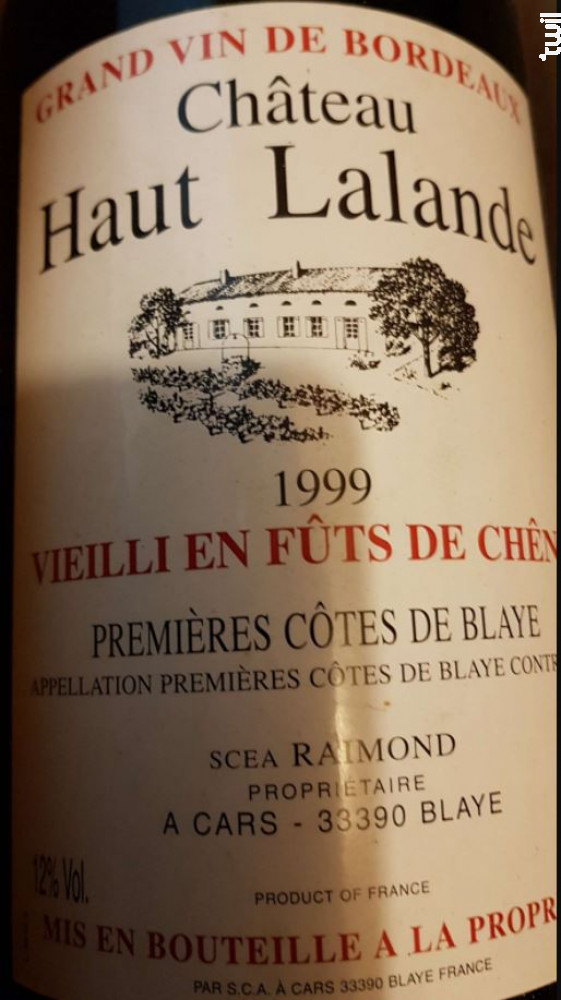 GRAND VIN DE BORDEAUX
Château
Haut Lalande
1999
VIEILLI EN FÛTS DE CHÊN
PREMIÈRES CÔTES DE BLAYE
APPELLATION PREMIÈRES CÔTES DE BLAYE CONT
SCEA RAIMOND
PROPRIÉTAIRE
A CARS - 33390 BLAYE
12% Vol.
PRODUCT OF FRANCE
MIS EN BOUTEILLE A LA PROPR
PAR S.C.A. À CARS 33390 BLAYE FRANCE